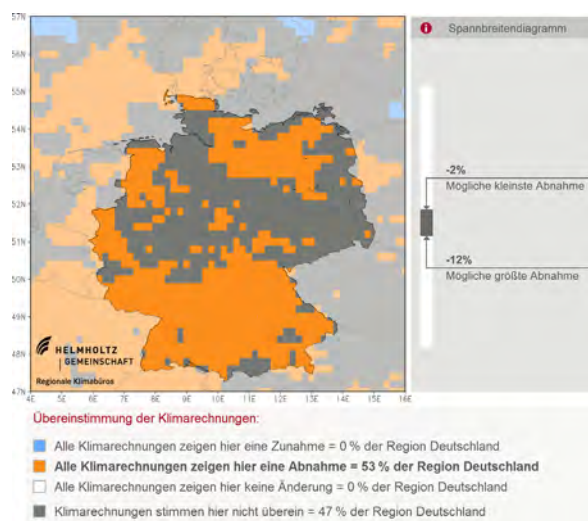 57N
56N
55N
54N
53N
52N
51N
50N
49N
48N
47N
4E 5E 6E 7E 8E 9E 10E 11E 12E 13E 14E 15E 16E
HELMHOLTZ
GEMEINSCHAFT
Regionale Klimabüros
i Spannbreitendiagramm
-2%
Mögliche kleinste Abnahme
-12%
Mögliche größte Abnahme
Übereinstimmung der Klimarechnungen:
Alle Klimarechnungen zeigen hier eine Zunahme = 0 % der Region Deutschland
Alle Klimarechnungen zeigen hier eine Abnahme = 53 % der Region Deutschland
Alle Klimarechnungen zeigen hier keine Änderung = 0 % der Region Deutschland
Klimarechnungen stimmen hier nicht überein = 47 % der Region Deutschland